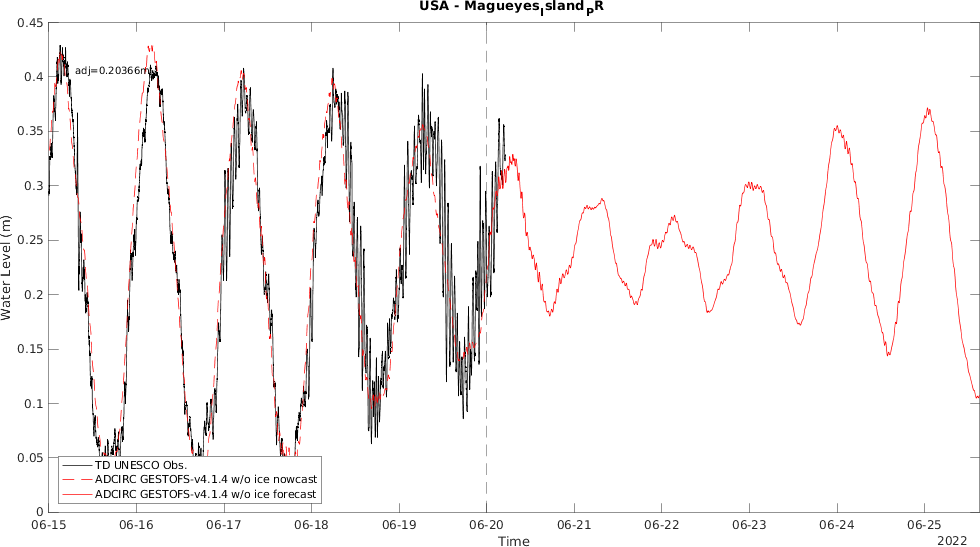 USA - Magueyes_Island_PR
0.45
0.4
0.35
0.3
0.25
0.2
0.15
0.1
0.05
0
Water Level (m)
adj=0.20366m
TD UNESCO Obs.
ADCIRC GESTOFS-v4.1.4 w/o ice nowcast
ADCIRC GESTOFS-v4.1.4 w/o ice forecast
06-15 06-16 06-17 06-18 06-19 06-20 06-21 06-22 06-23 06-24 06-25
Time
2022